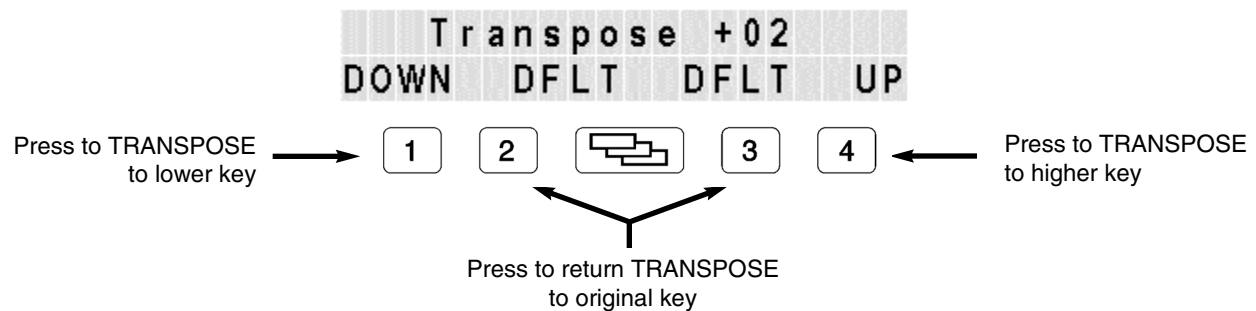 Transpose +02
DOWN DFLT DFLT UP
Press to TRANSPOSE
to lower key
1 2 3 4
Press to TRANSPOSE
to higher key
Press to return TRANSPOSE
to original key